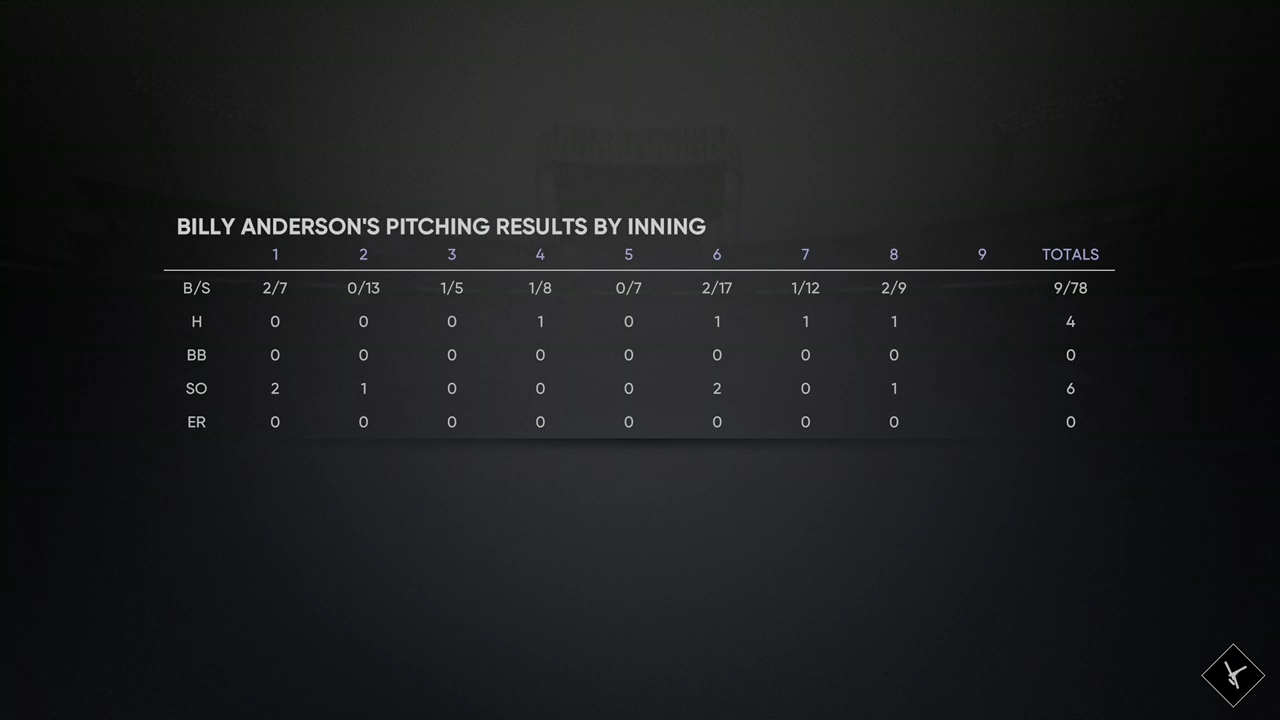 BILLY ANDERSON'S PITCHING RESULTS BY INNING
1 2 3 4 5 6 7 8 9 TOTALS
B/S 2/7 0/13 1/5 1/8 0/7 2/17 1/12 2/9 9/78
H 0 0 0 1 0 1 1 1 4
BB 0 0 0 0 0 0 0 0 0
SO 2 1 0 0 0 2 0 1 6
ER 0 0 0 0 0 0 0 0 0